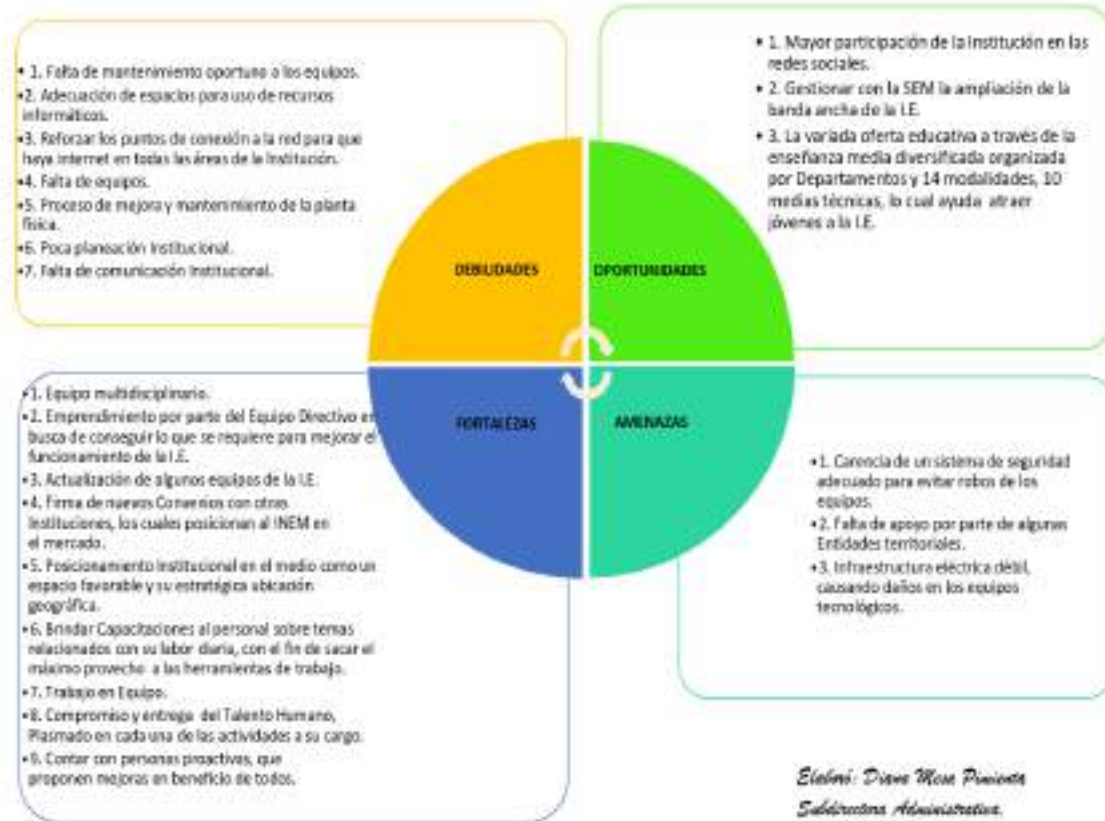 • 1. Falta de mantenimiento oportuno a los equipos.
•2. Adecuación de espacios para uso de recursos
informáticos.
•3. Reforzar los puntos de conexión a la red para que
haya internet en todas las áreas de la Institución.
•4. Falta de equipos.
•5. Proceso de mejora y mantenimiento de la planta
física.
•6. Poca planeación Institucional.
•7. Falta de comunicación Institucional.
DEBILIDADES
• 1. Mayor participación de la Institución en las
redes sociales.
• 2. Gestionar con la SEM la ampliación de la
banda ancha de la I.E.
• 3. La variada oferta educativa a través de la
enseñanza media diversificada organizada
por Departamentos y 14 modalidades, 10
medias técnicas, lo cual ayuda atraer
jóvenes a la I.E.
OPORTUNIDADES
•1. Equipo multidisciplinario.
•2. Emprendimiento por parte del Equipo Directivo en
busca de conseguir lo que se requiere para mejorar el
funcionamiento de la I.E.
•3. Actualización de algunos equipos de la I.E.
•4. Firma de nuevos Convenios con otras
Instituciones, los cuales posicionan al INEM en
el mercado.
•5. Posicionamiento Institucional en el medio como un
espacio favorable y su estratégica ubicación
geográfica.
•6. Brindar Capacitaciones al personal sobre temas
relacionados con su labor diaria, con el fin de sacar el
máximo provecho a las herramientas de trabajo.
•7. Trabajo en Equipo.
•8. Compromiso y entrega del Talento Humano,
Plasmado en cada una de las actividades a su cargo.
•9. Contar con personas proactivas, que
proponen mejoras en beneficio de todos.
FORTALEZAS
AMENAZAS
•1. Carencia de un sistema de seguridad
adecuado para evitar robos de los
equipos.
•2. Falta de apoyo por parte de algunas
Entidades territoriales.
•3. Infraestructura eléctrica débil,
causando daños en los equipos
tecnológicos.
Elaboró: Diana Mesa Pimienta
Subdirectora Administrativa.